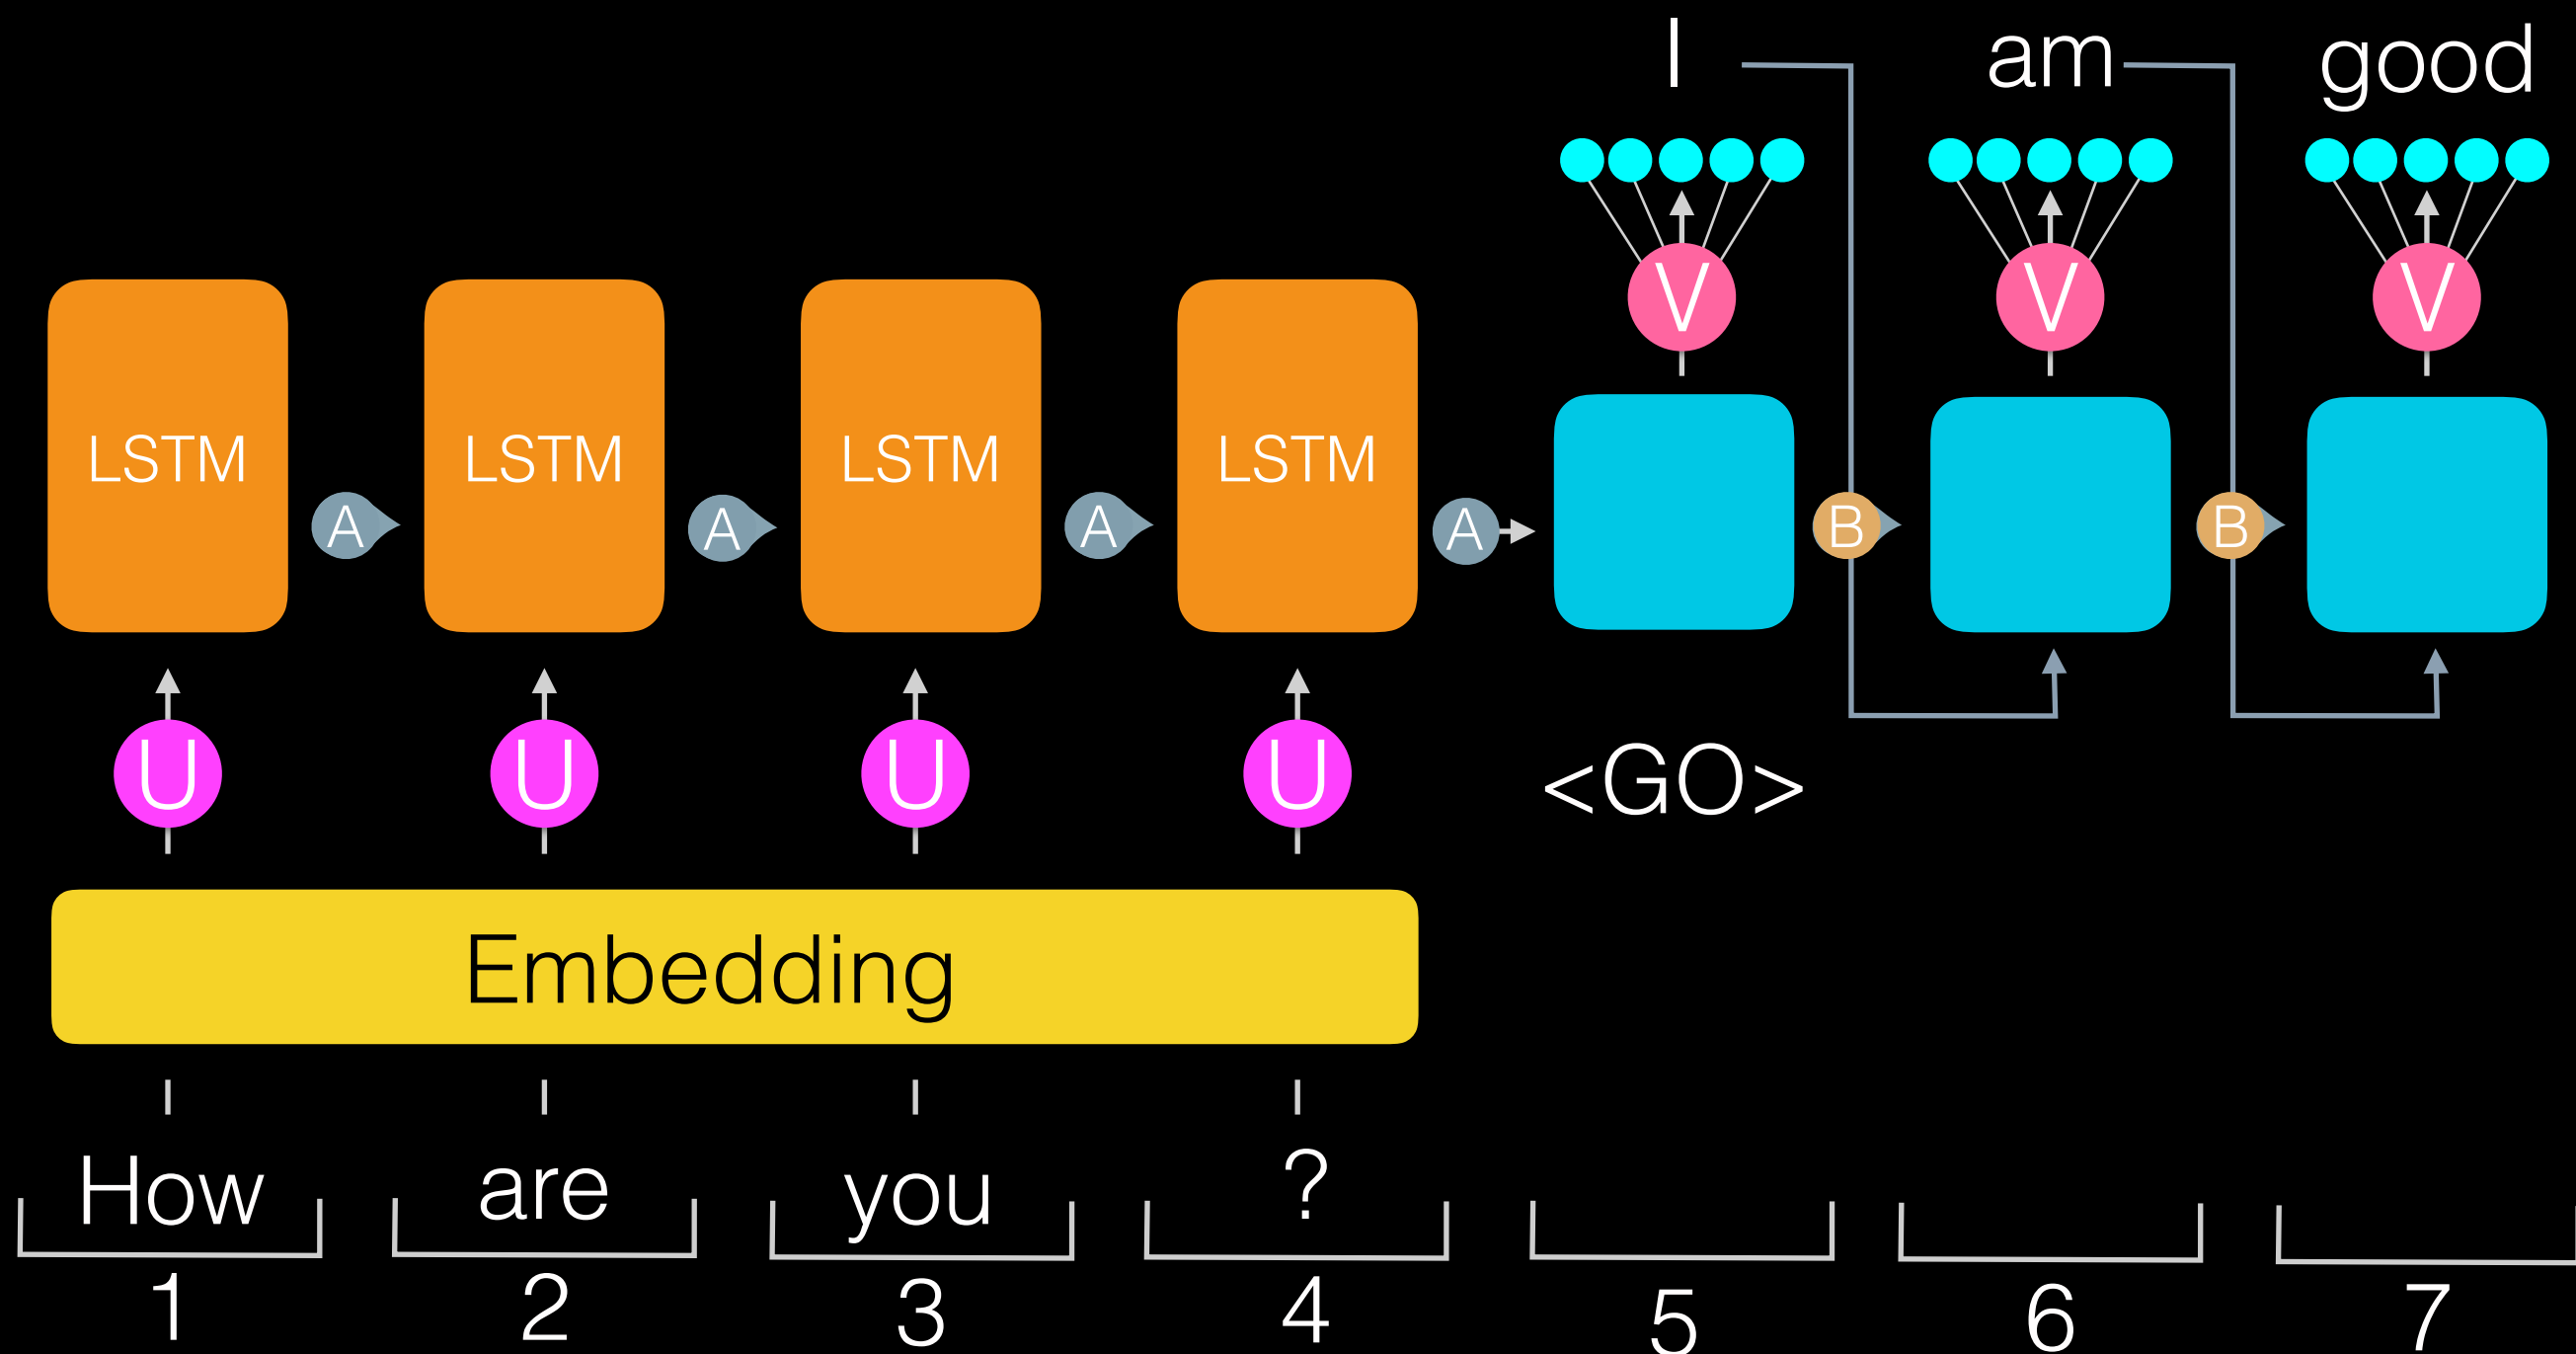 I am good
V V V
LSTM LSTM LSTM LSTM
A A A A B B
U U U U <GO>
Embedding
How are you ?
1 2 3 4 5 6 7